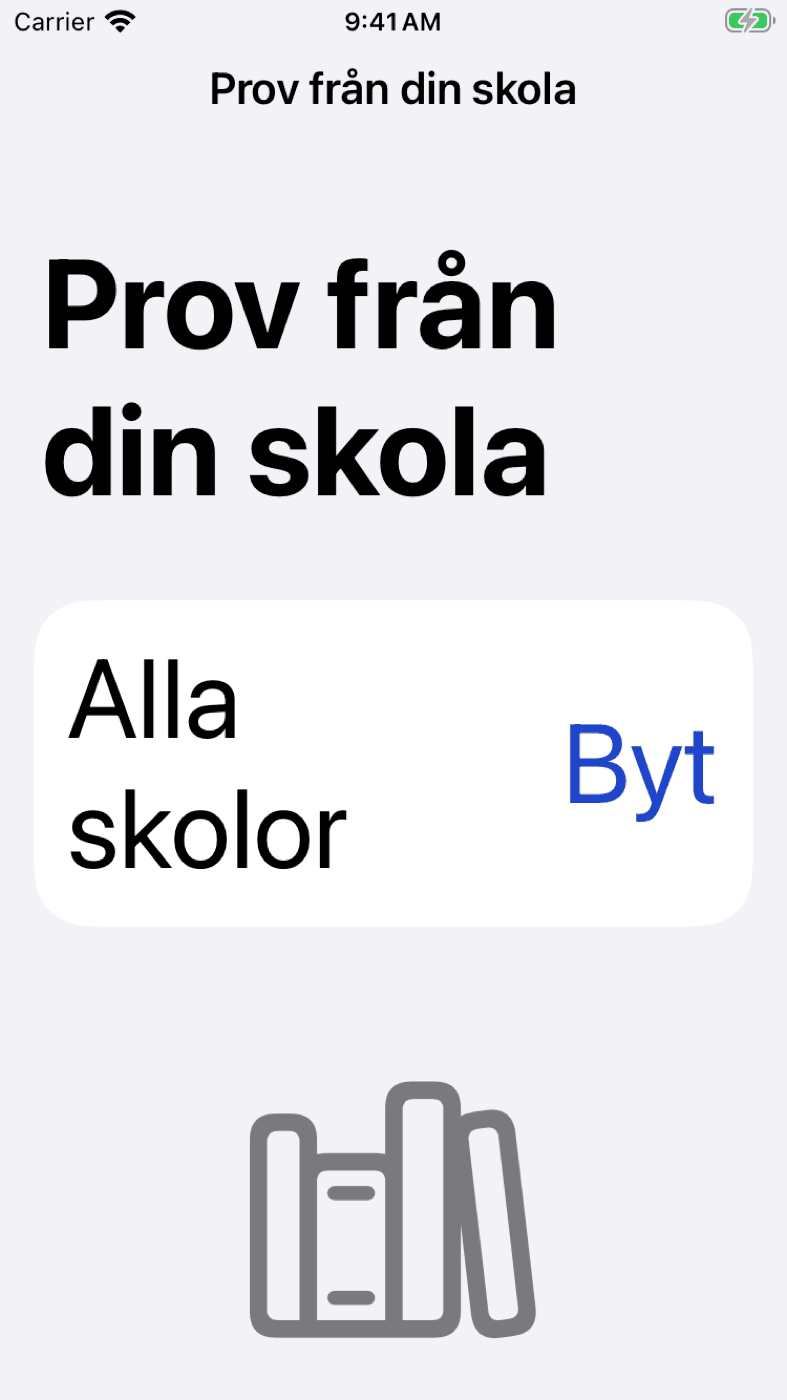 Carrier 9:41 AM
Prov från din skola
Prov från
din skola
Alla
skolor
Byt